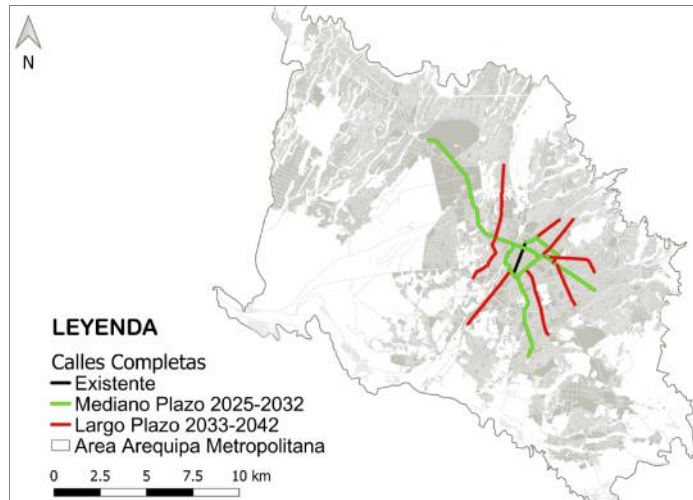 N
LEYENDA
Calles Completas
Existente
Mediano Plazo 2025-2032
Largo Plazo 2033-2042
Area Arequipa Metropolitana
0 2.5 5 7.5 10 km